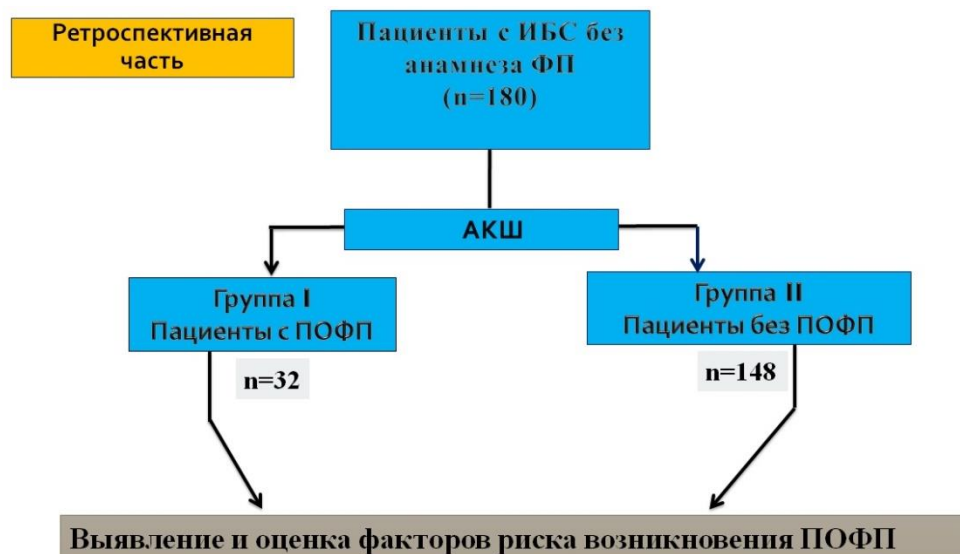 Ретроспективная
часть
Пациенты с ИБС без
анамнеза ФП
(n=180)
АКШ
Группа I
Пациенты с ПОФП
Группа II
Пациенты без ПОФП
n=32
n=148
Выявление и оценка факторов риска возникновения ПОФП